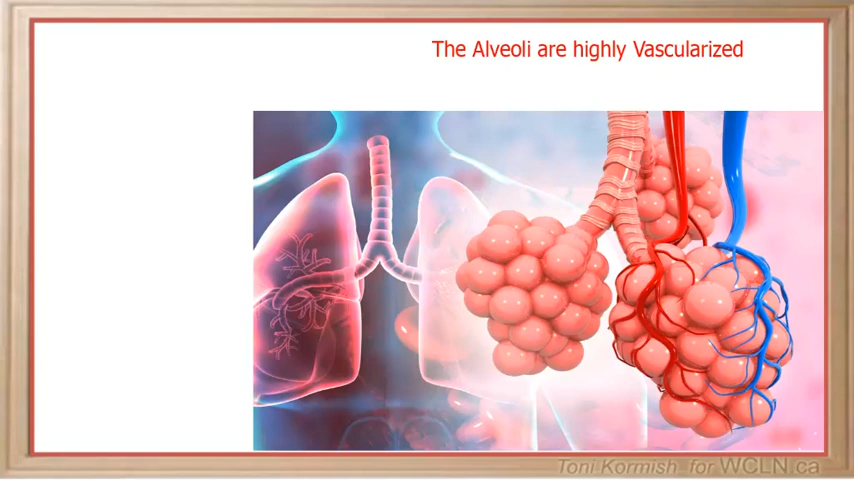 The Alveoli are highly Vascularized
Toni Kormish for WCLN.ca